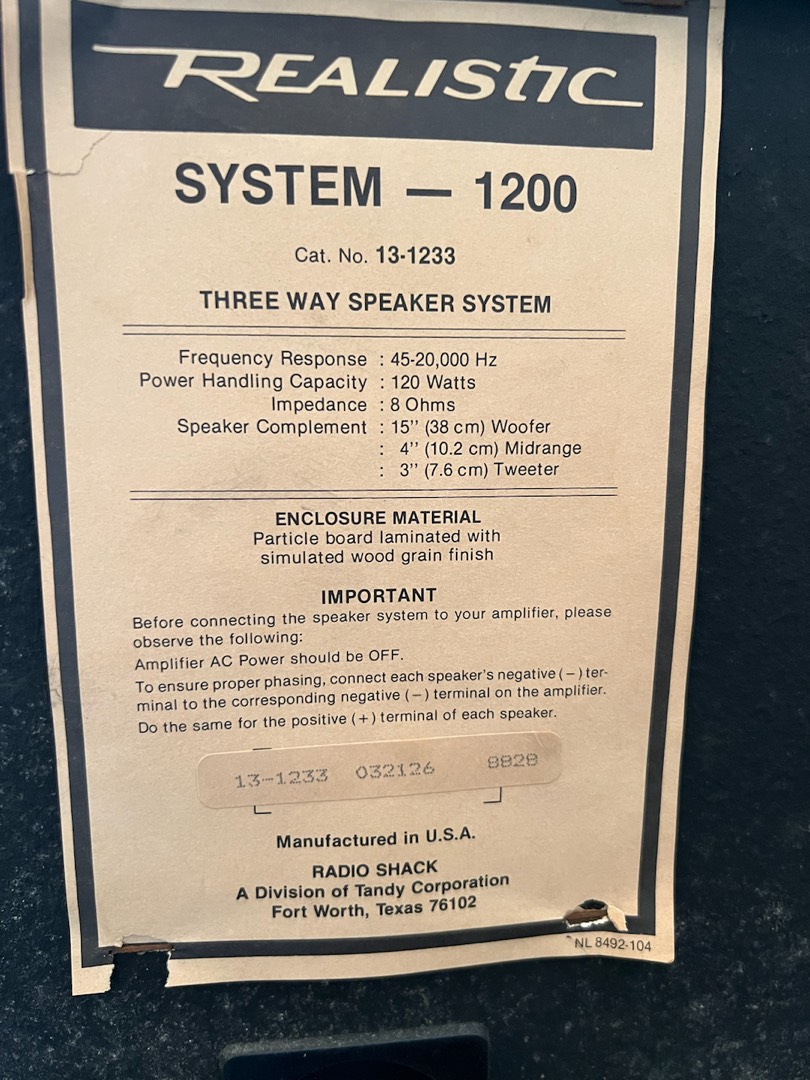 REALISTIC
SYSTEM — 1200
Cat. No. 13-1233
THREE WAY SPEAKER SYSTEM
Frequency Response : 45-20,000 Hz
Power Handling Capacity : 120 Watts
Impedance : 8 Ohms
Speaker Complement : 15'' (38 cm) Woofer
: 4'' (10.2 cm) Midrange
: 3'' (7.6 cm) Tweeter
ENCLOSURE MATERIAL
Particle board laminated with
simulated wood grain finish
IMPORTANT
Before connecting the speaker system to your amplifier, please
observe the following:
Amplifier AC Power should be OFF.
To ensure proper phasing, connect each speaker's negative (−) ter-
minal to the corresponding negative (−) terminal on the amplifier.
Do the same for the positive (+) terminal of each speaker.
13-1233 032126 8828
Manufactured in U.S.A.
RADIO SHACK
A Division of Tandy Corporation
Fort Worth, Texas 76102
NL 8492-104